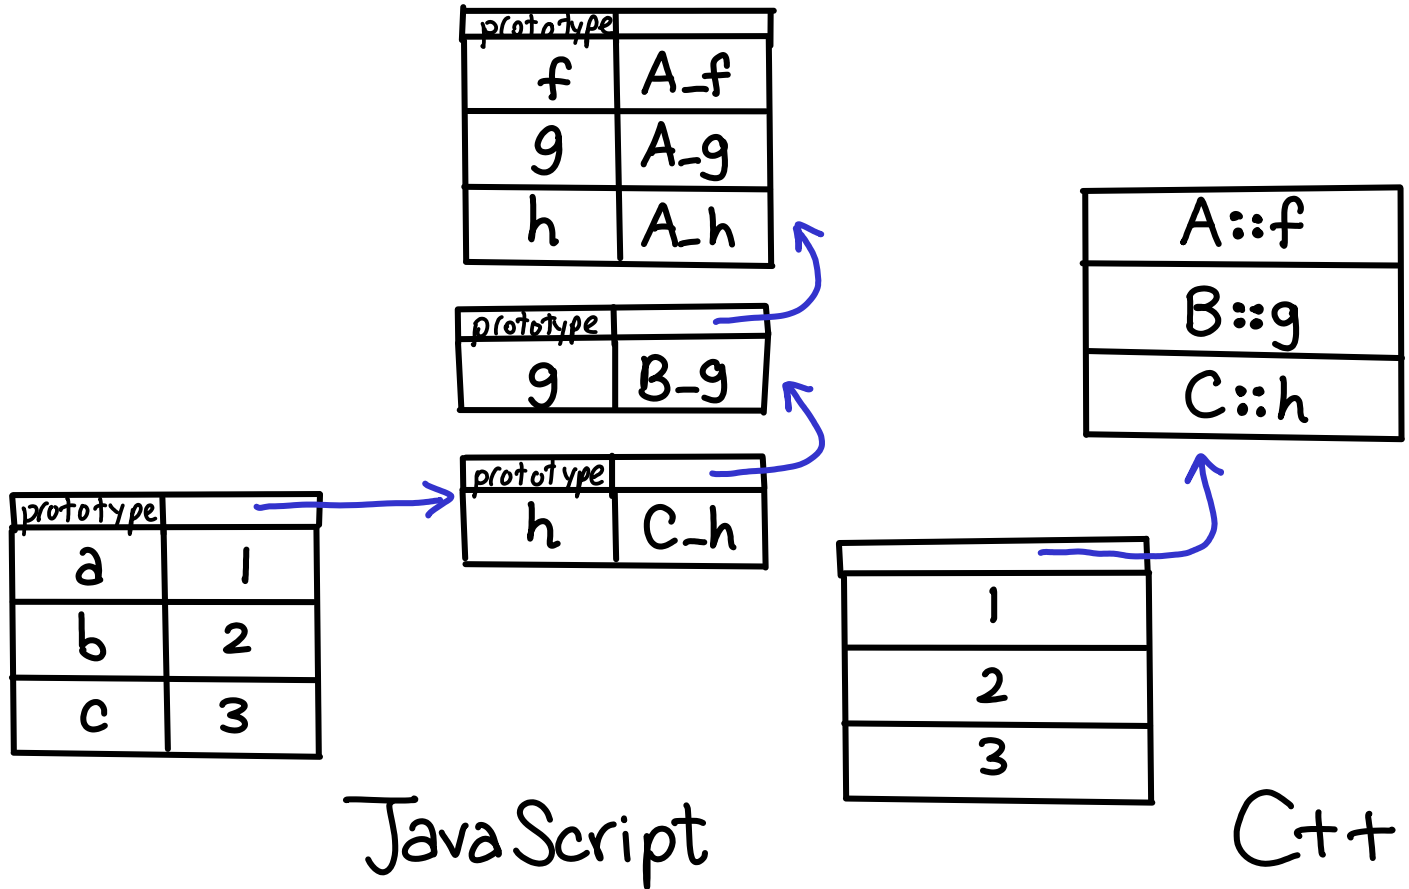 prototype
f A_f
g A_g
h A_h
prototype
g B_g
prototype
h C_h
prototype
a 1
b 2
c 3
JavaScript
A::f
B::g
C::h
1
2
3
C++